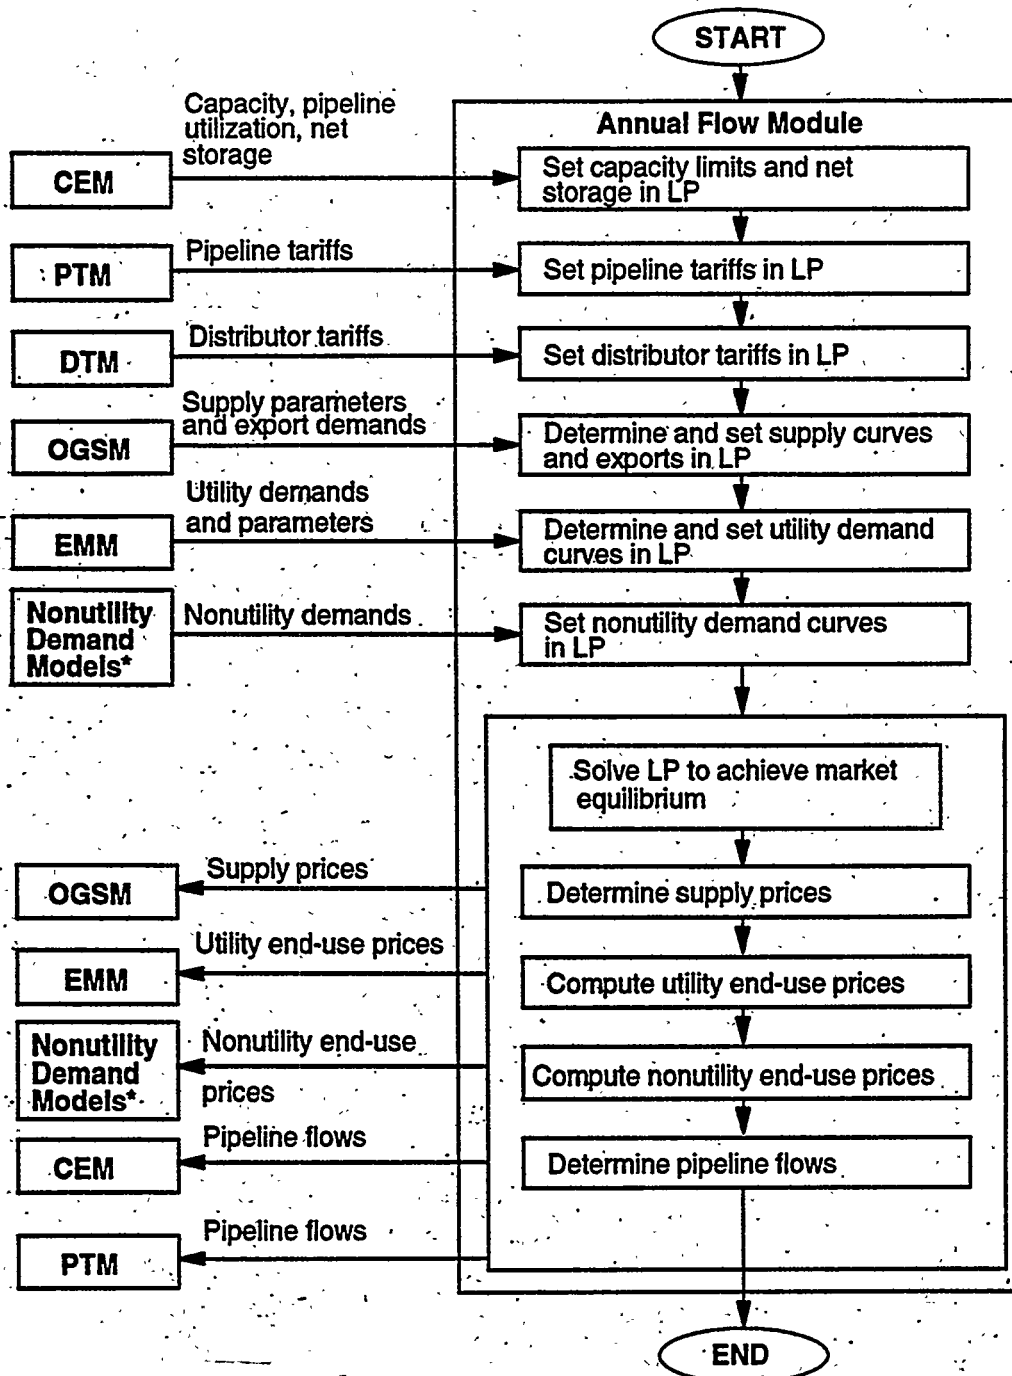 START
Annual Flow Module
Capacity, pipeline
utilization, net
storage
CEM
Set capacity limits and net
storage in LP
Pipeline tariffs
PTM
Set pipeline tariffs in LP
Distributor tariffs
DTM
Set distributor tariffs in LP
Supply parameters
and export demands
OGSM
Determine and set supply curves
and exports in LP
Utility demands
and parameters
EMM
Determine and set utility demand
curves in LP
Nonutility
Demand
Models*
Nonutility demands
Set nonutility demand curves
in LP
Solve LP to achieve market
equilibrium
Supply prices
OGSM
Determine supply prices
Utility end-use prices
EMM
Compute utility end-use prices
Nonutility
Demand
Models*
Nonutility end-use
prices
Compute nonutility end-use prices
Pipeline flows
CEM
Determine pipeline flows
Pipeline flows
PTM
END